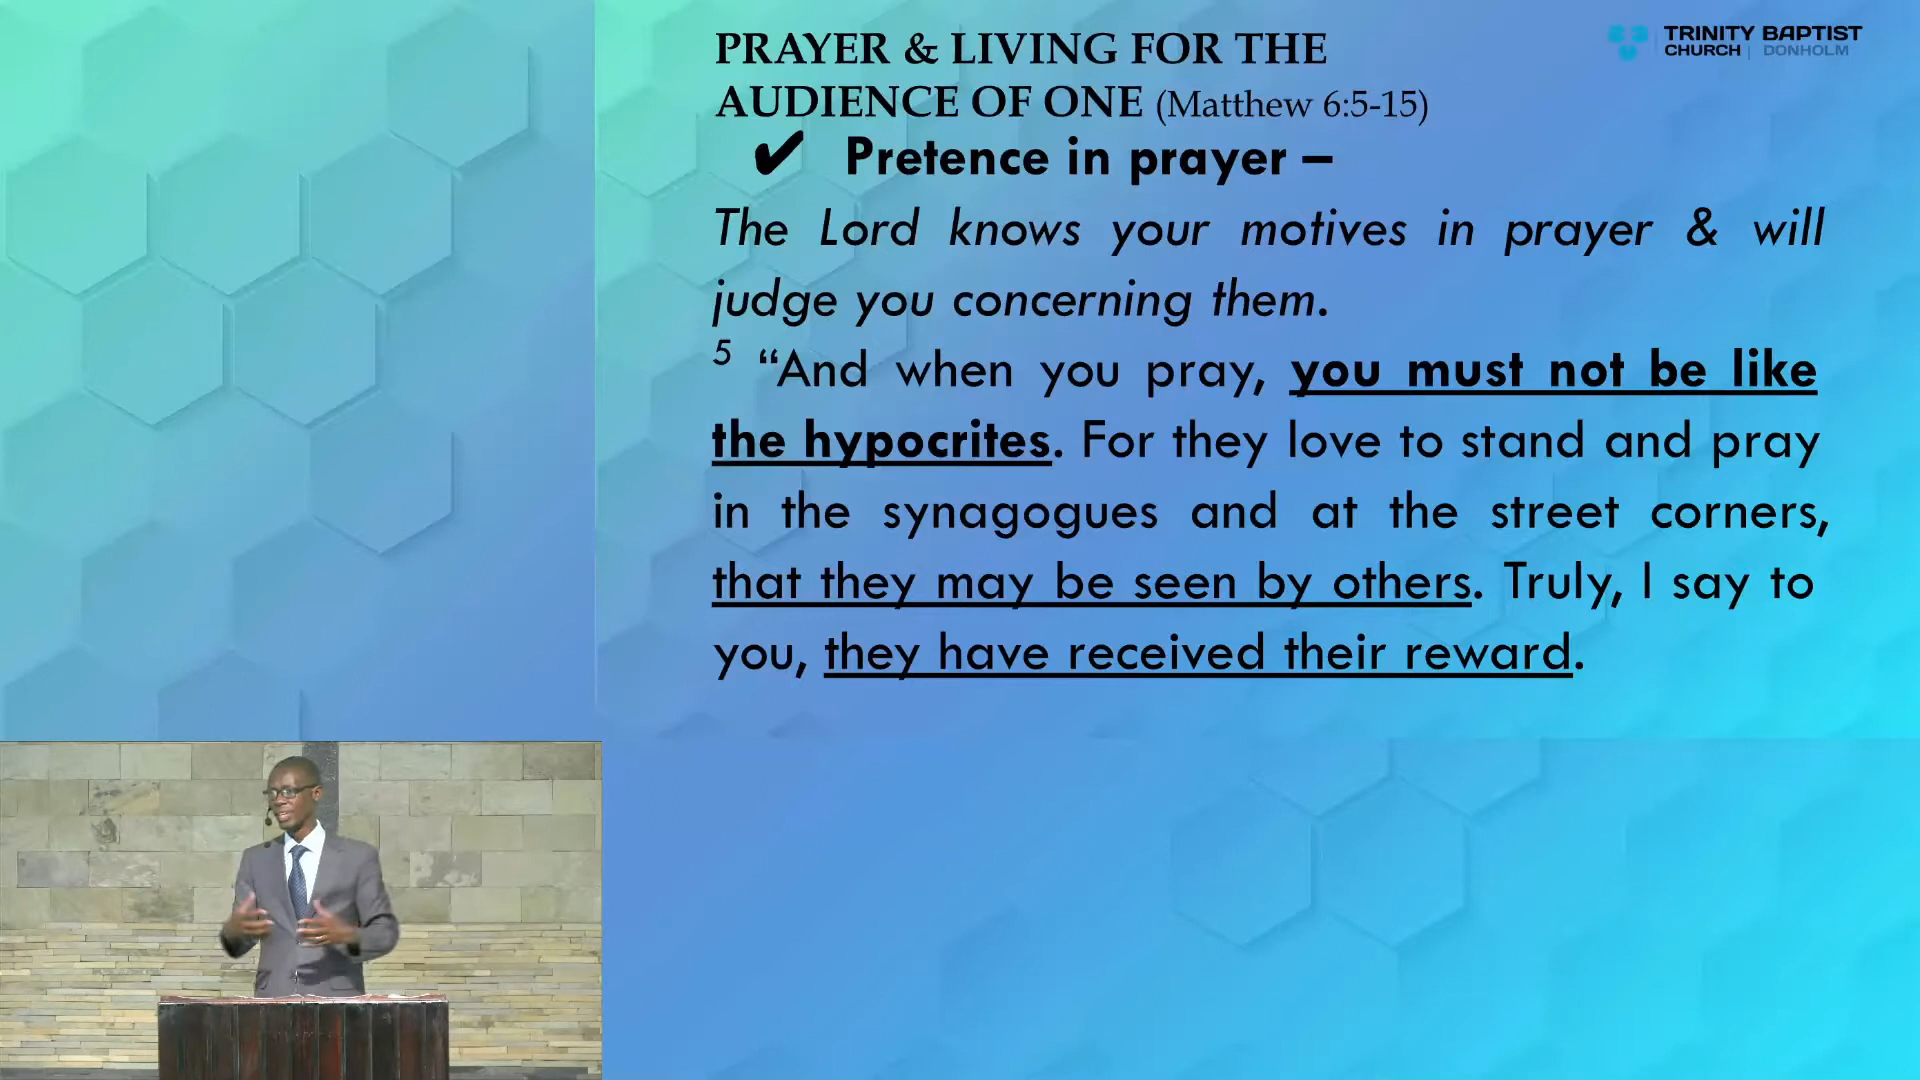 PRAYER & LIVING FOR THE
AUDIENCE OF ONE (Matthew 6:5-15)
TRINITY BAPTIST
CHURCH | DONHOLM
✔ Pretence in prayer –
The Lord knows your motives in prayer & will
judge you concerning them.
5 “And when you pray, you must not be like
the hypocrites. For they love to stand and pray
in the synagogues and at the street corners,
that they may be seen by others. Truly, I say to
you, they have received their reward.